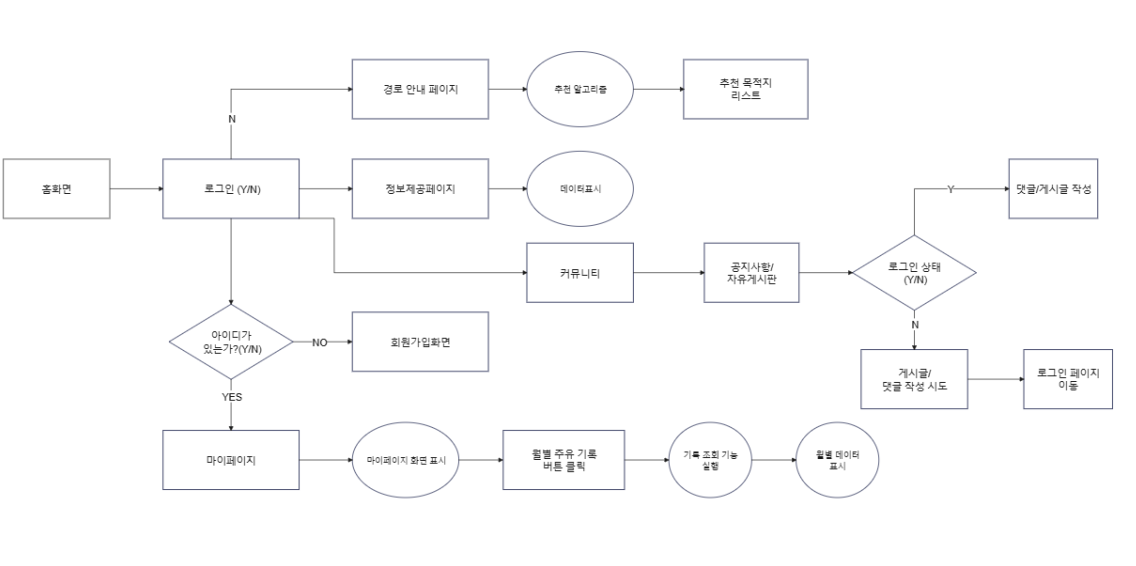 경로 안내 페이지
추천 알고리즘
추천 목적지
리스트
N
홈화면
로그인 (Y/N)
정보제공페이지
데이터표시
Y
댓글/게시글 작성
커뮤니티
공지사항/
자유게시판
로그인 상태
(Y/N)
N
아이디가
있는가?(Y/N)
NO
회원가입화면
게시글/
댓글 작성 시도
로그인 페이지
이동
YES
마이페이지
마이페이지 화면 표시
월별 주유 기록
버튼 클릭
기록 조회 기능
실행
월별 데이터
표시